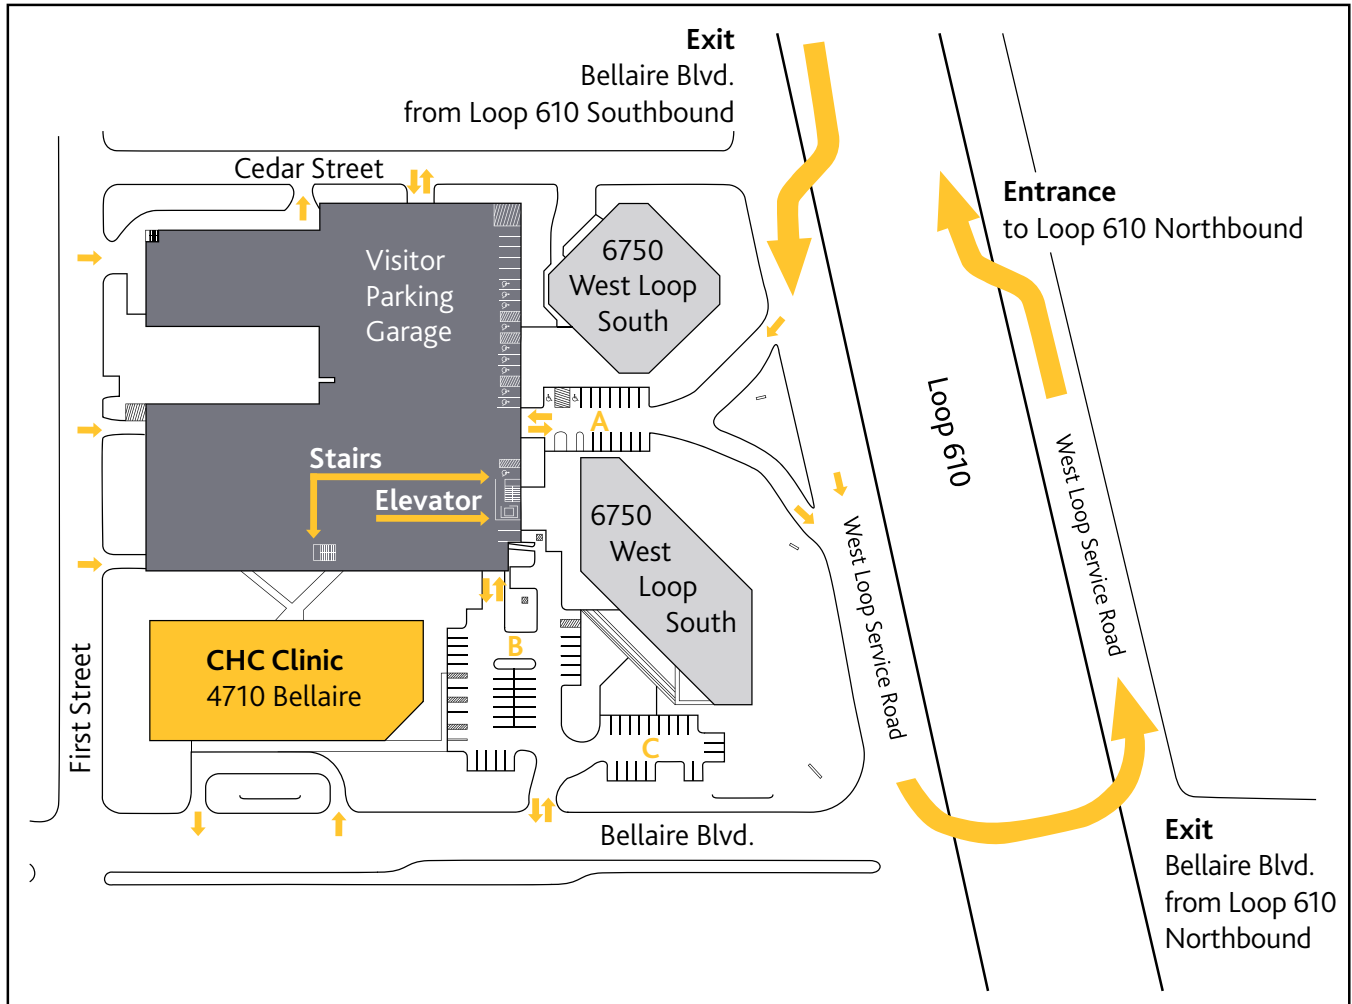 Exit
Bellaire Blvd.
from Loop 610 Southbound
Cedar Street
Entrance
to Loop 610 Northbound
Visitor
Parking
Garage
6750
West Loop
South
Loop 610
A
Stairs
Elevator
6750
West
Loop
South
West Loop Service Road
West Loop Service Road
B
CHC Clinic
4710 Bellaire
First Street
C
Bellaire Blvd.
Exit
Bellaire Blvd.
from Loop 610
Northbound